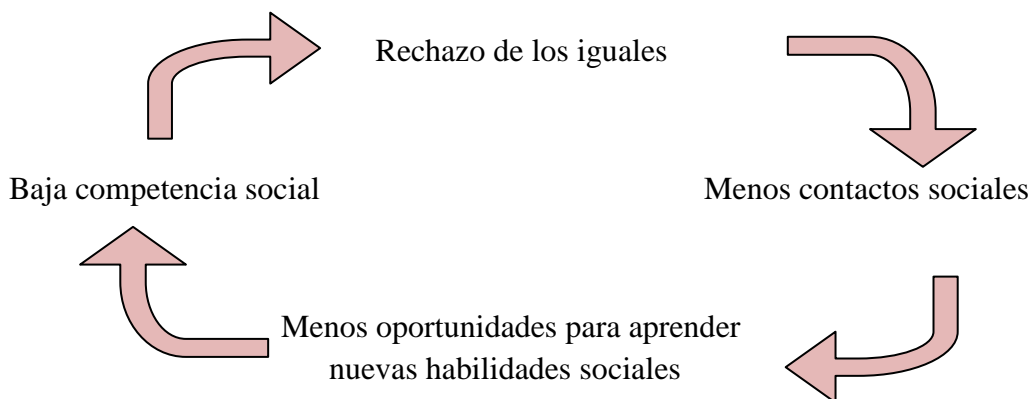 Rechazo de los iguales
Baja competencia social
Menos contactos sociales
Menos oportunidades para aprender
nuevas habilidades sociales